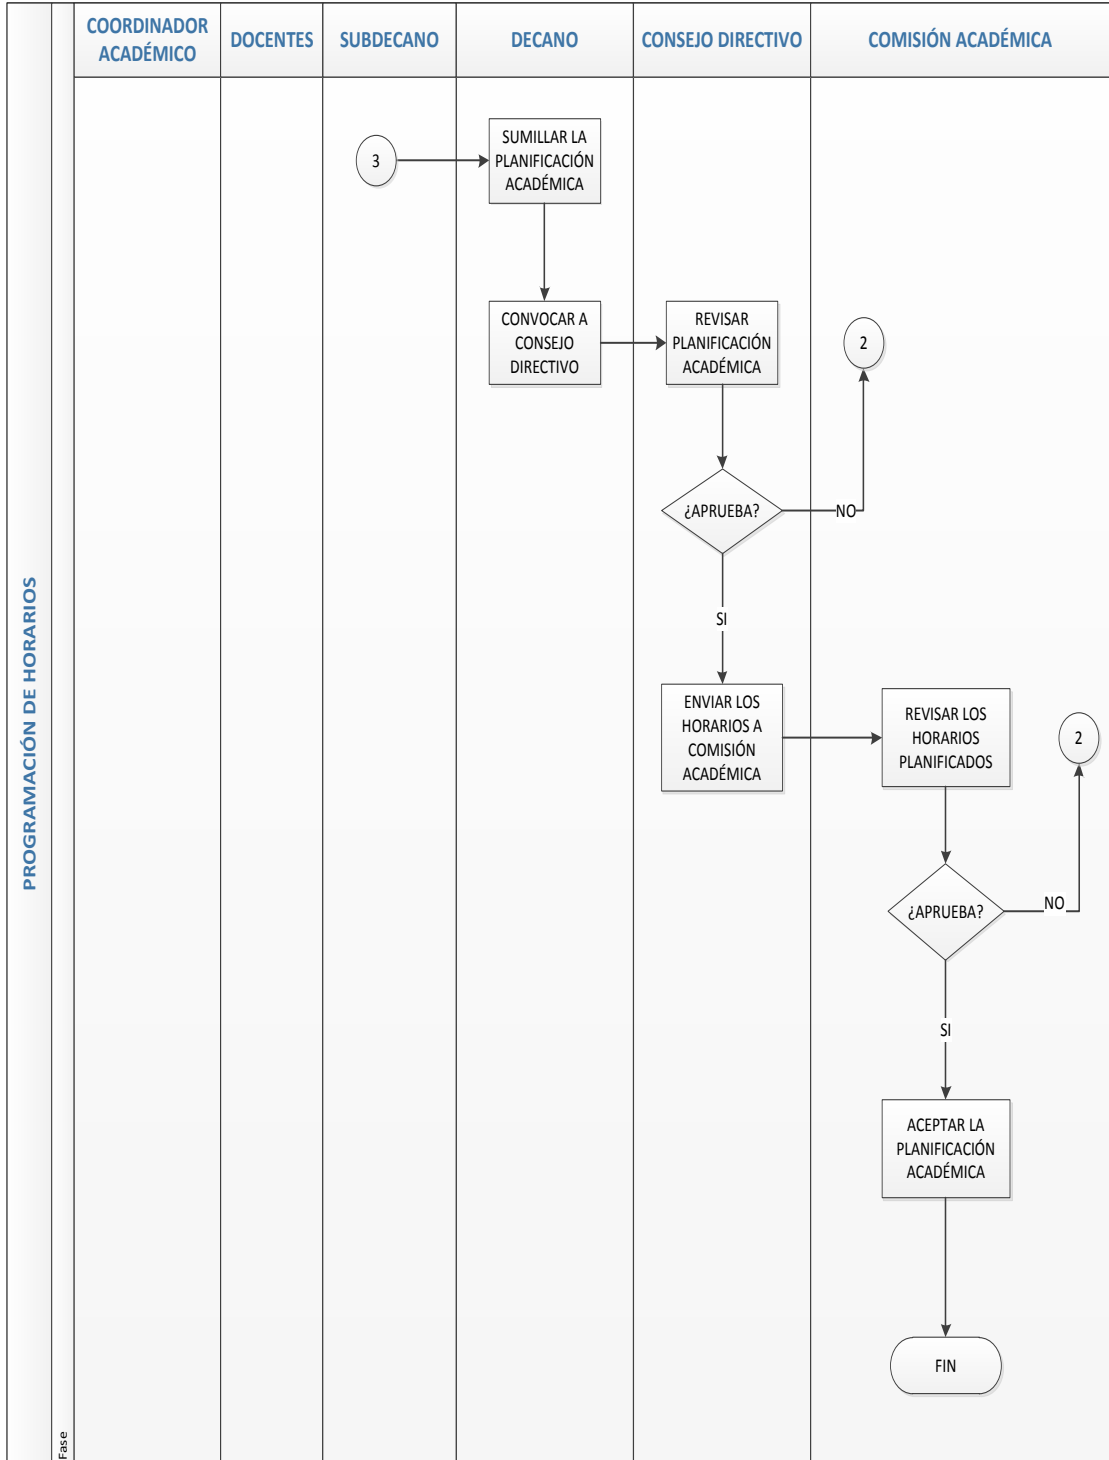 COORDINADOR
ACADÉMICO
DOCENTES
SUBDECANO
DECANO
CONSEJO DIRECTIVO
COMISIÓN ACADÉMICA
PROGRAMACIÓN DE HORARIOS
Fase
3
SUMILLAR LA
PLANIFICACIÓN
ACADÉMICA
CONVOCAR A
CONSEJO
DIRECTIVO
REVISAR
PLANIFICACIÓN
ACADÉMICA
2
¿APRUEBA?
NO
SI
ENVIAR LOS
HORARIOS A
COMISIÓN
ACADÉMICA
REVISAR LOS
HORARIOS
PLANIFICADOS
2
¿APRUEBA?
NO
SI
ACEPTAR LA
PLANIFICACIÓN
ACADÉMICA
FIN